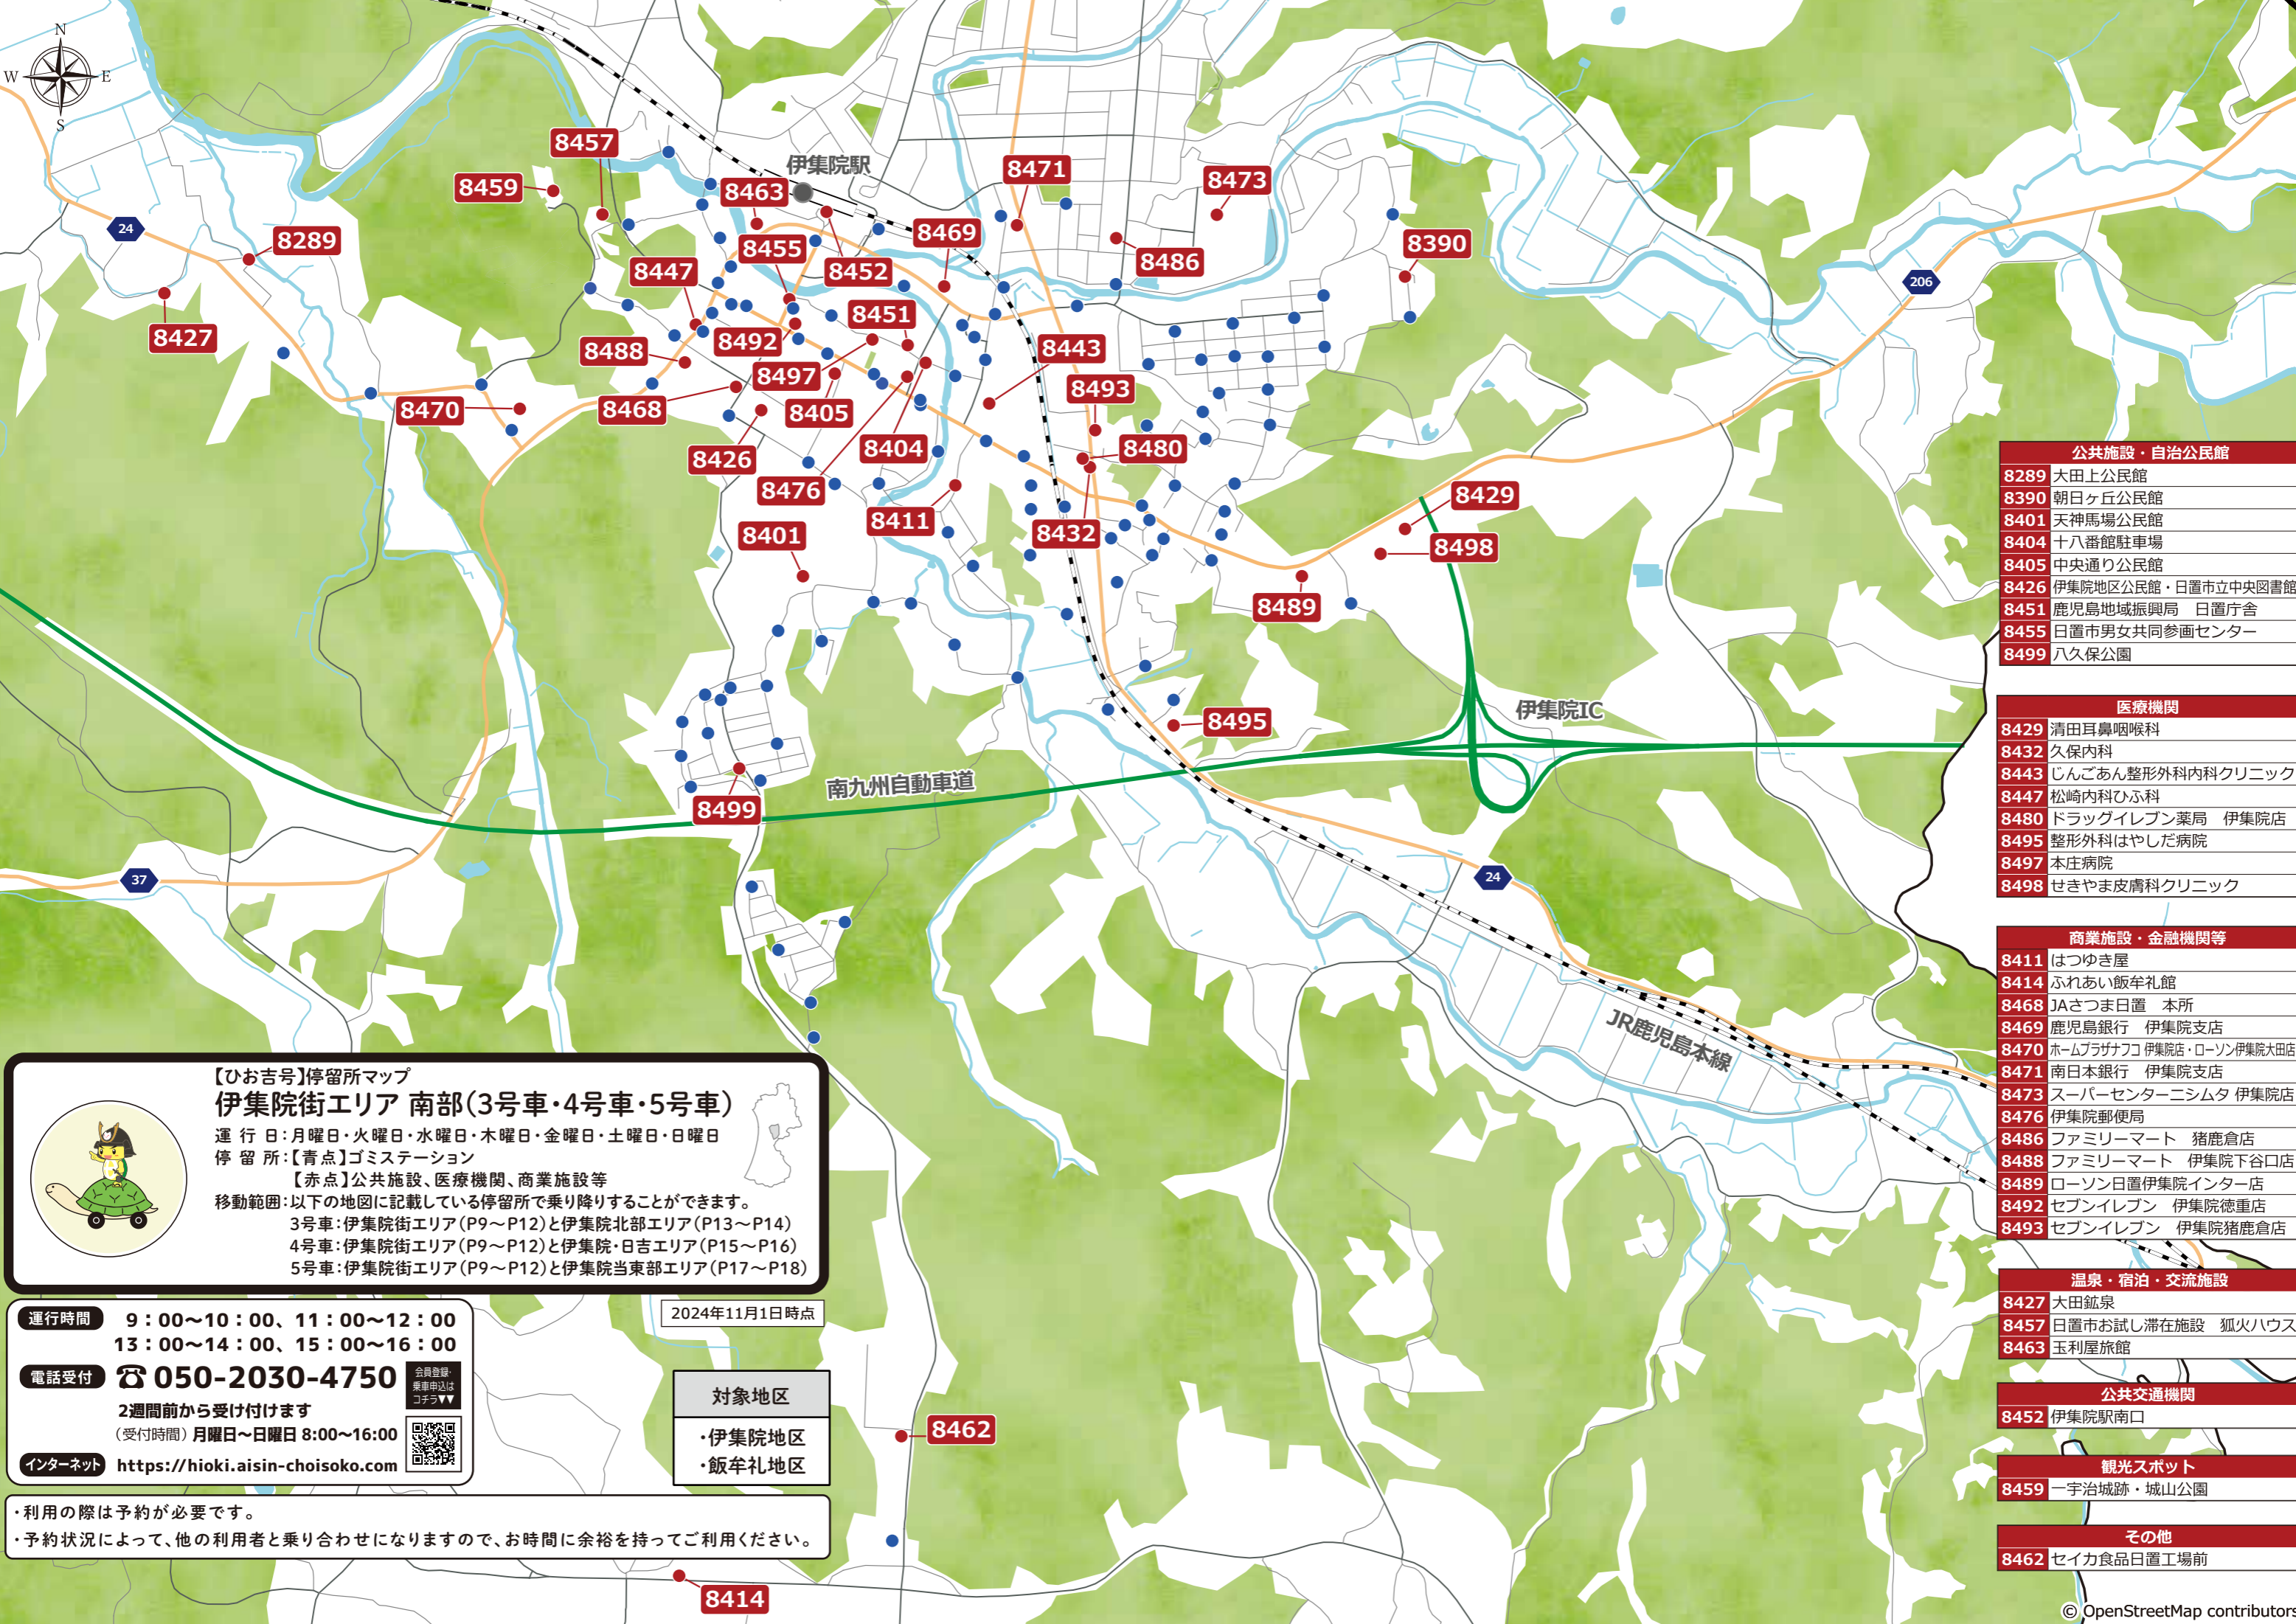 N
W
E
S
伊集院駅
8457
8459
8463
8471
8473
24
8289
8469
8455
8390
8447
8452
8486
206
8427
8451
8488
8492
8443
8497
8493
8470
8468
8405
8404
8480
8426
8476
8429
8411
8401
8432
8498
8489
伊集院IC
8495
南九州自動車道
8499
37
24
JR鹿児島本線
8462
8414
公共施設・自治公民館
8289 大田上公民館
8390 朝日ヶ丘公民館
8401 天神馬場公民館
8404 十八番館駐車場
8405 中央通り公民館
8426 伊集院地区公民館・日置市立中央図書館
8451 鹿児島地域振興局　日置庁舎
8455 日置市男女共同参画センター
8499 八久保公園
医療機関
8429 清田耳鼻咽喉科
8432 久保内科
8443 じんごあん整形外科内科クリニック
8447 松崎内科ひふ科
8480 ドラッグイレブン薬局　伊集院店
8495 整形外科はやしだ病院
8497 本庄病院
8498 せきやま皮膚科クリニック
商業施設・金融機関等
8411 はつゆき屋
8414 ふれあい飯牟礼館
8468 JAさつま日置　本所
8469 鹿児島銀行　伊集院支店
8470 ホームプラザナフコ 伊集院店・ローソン伊集院大田店
8471 南日本銀行　伊集院支店
8473 スーパーセンターニシムタ 伊集院店
8476 伊集院郵便局
8486 ファミリーマート　猪鹿倉店
8488 ファミリーマート　伊集院下谷口店
8489 ローソン日置伊集院インター店
8492 セブンイレブン　伊集院徳重店
8493 セブンイレブン　伊集院猪鹿倉店
温泉・宿泊・交流施設
8427 大田鉱泉
8457 日置市お試し滞在施設　狐火ハウス
8463 玉利屋旅館
公共交通機関
8452 伊集院駅南口
観光スポット
8459 一宇治城跡・城山公園
その他
8462 セイカ食品日置工場前
【ひお吉号】停留所マップ
伊集院街エリア 南部(3号車・4号車・5号車)
運 行 日：月曜日・火曜日・水曜日・木曜日・金曜日・土曜日・日曜日
停 留 所：【青点】ゴミステーション
【赤点】公共施設、医療機関、商業施設等
移動範囲：以下の地図に記載している停留所で乗り降りすることができます。
3号車：伊集院街エリア(P9～P12)と伊集院北部エリア(P13～P14)
4号車：伊集院街エリア(P9～P12)と伊集院・日吉エリア(P15～P16)
5号車：伊集院街エリア(P9～P12)と伊集院当東部エリア(P17～P18)
2024年11月1日時点
運行時間 9：00～10：00、11：00～12：00
13：00～14：00、15：00～16：00
電話受付 ☎ 050-2030-4750
会員登録・
乗車申込は
コチラ▼▼
2週間前から受け付けます
(受付時間) 月曜日～日曜日 8:00～16:00
インターネット https://hioki.aisin-choisoko.com
対象地区
・伊集院地区
・飯牟礼地区
・利用の際は予約が必要です。
・予約状況によって、他の利用者と乗り合わせになりますので、お時間に余裕を持ってご利用ください。
© OpenStreetMap contributors